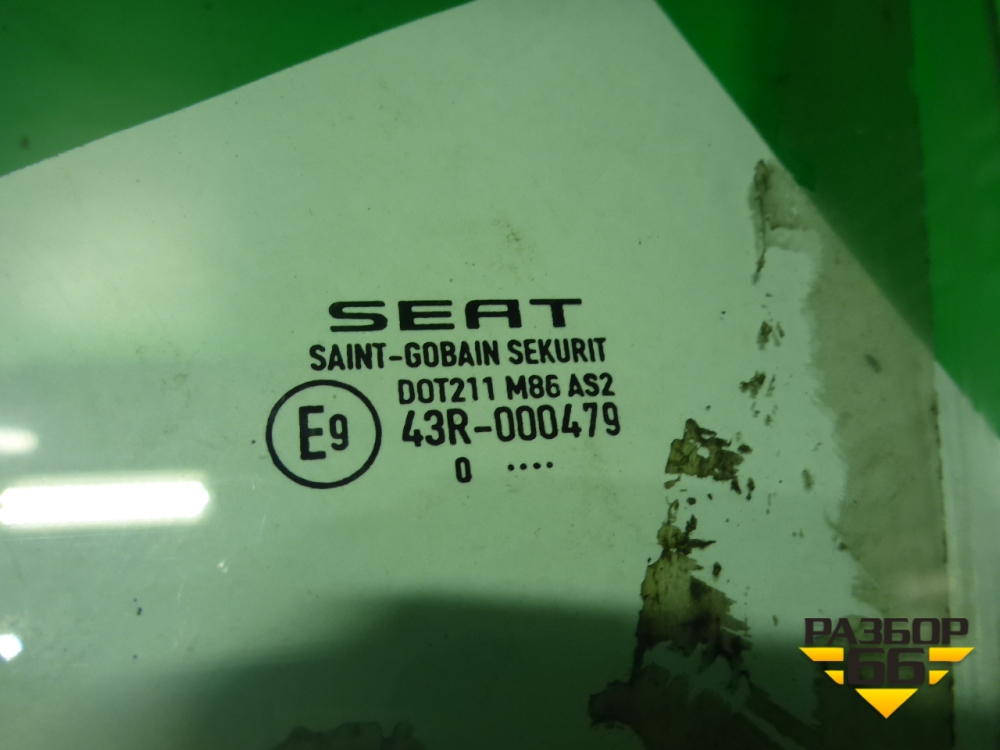 SEAT
SAINT-GOBAIN SEKURIT
DOT211 M86 AS2
E9 43R-000479
0 ....
РАЗБОР
66